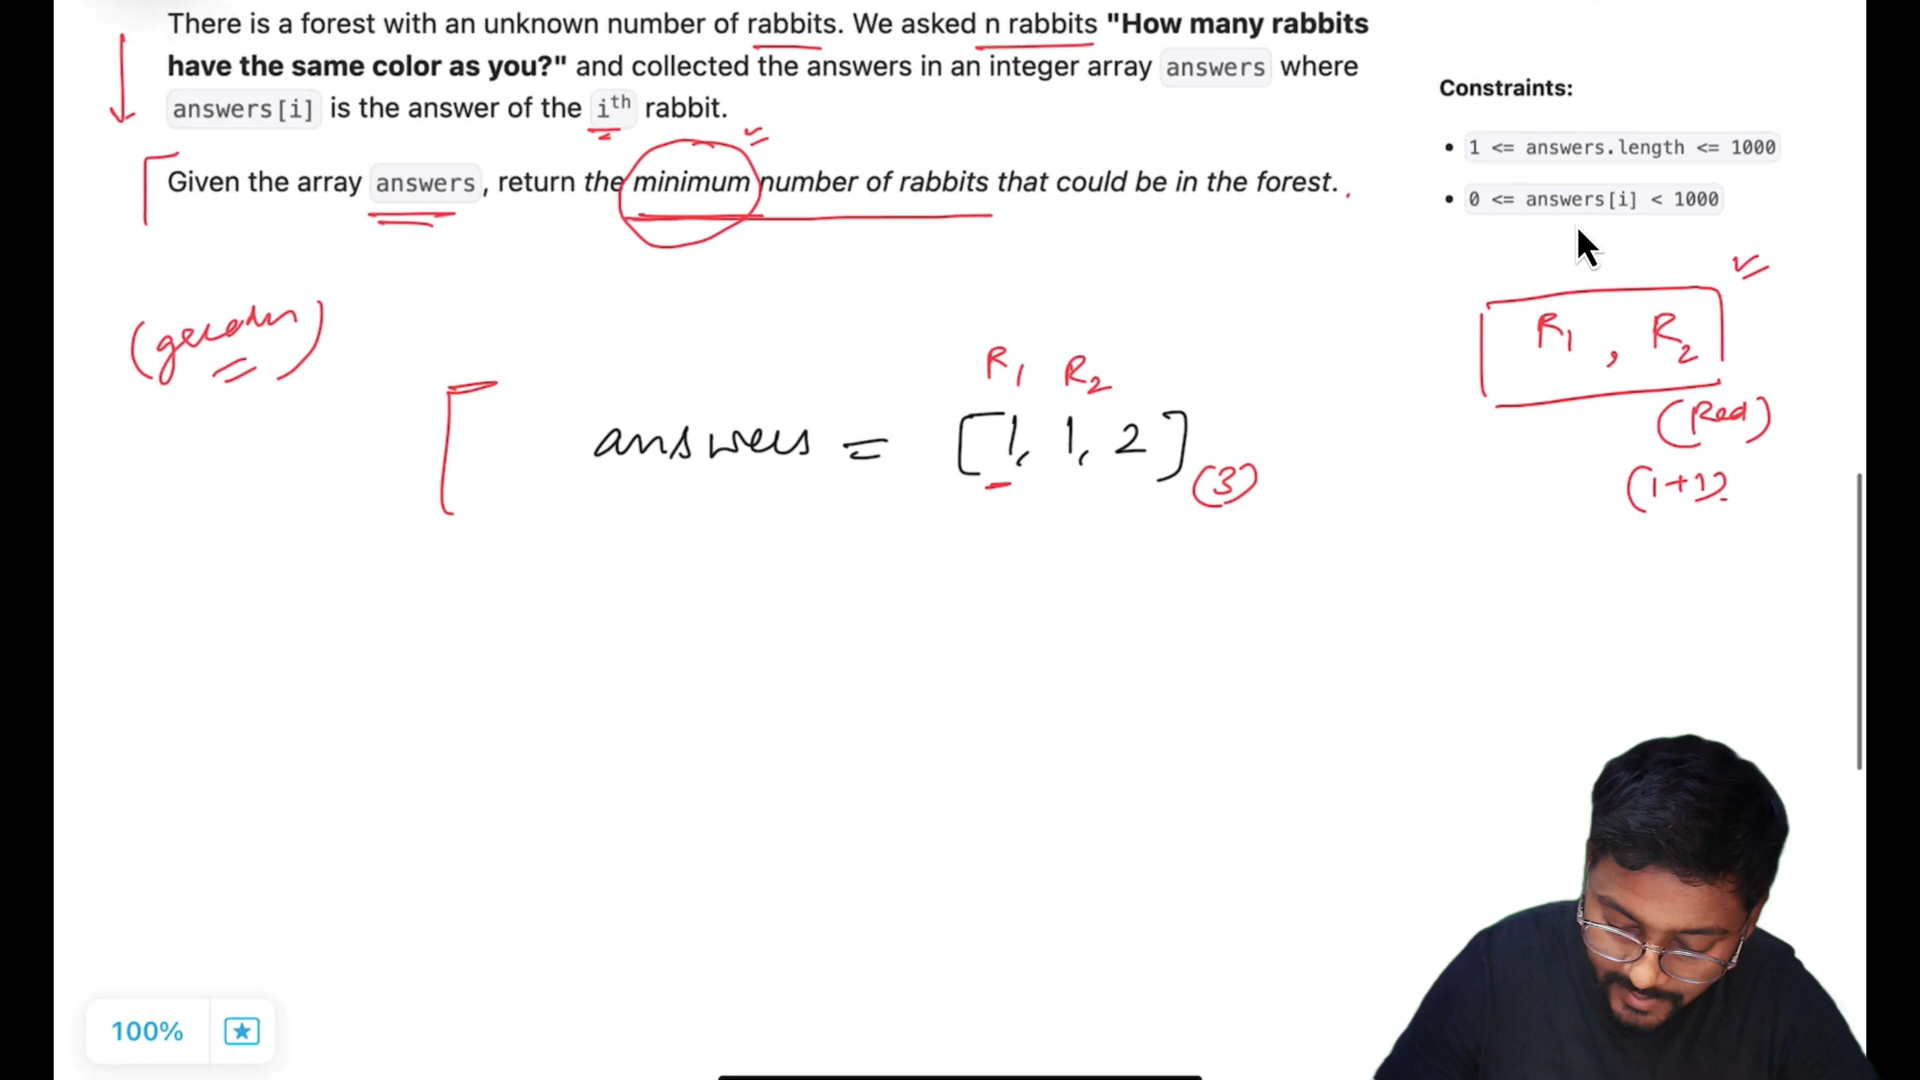 There is a forest with an unknown number of rabbits. We asked n rabbits "How many rabbits
have the same color as you?" and collected the answers in an integer array answers where
answers[i] is the answer of the ith rabbit.
Given the array answers, return the minimum number of rabbits that could be in the forest.
Constraints:
1 <= answers.length <= 1000
0 <= answers[i] < 1000
R1 , R2
(Red)
(1+1)
R1 R2
answers = [1, 1, 2]
(3)
100%